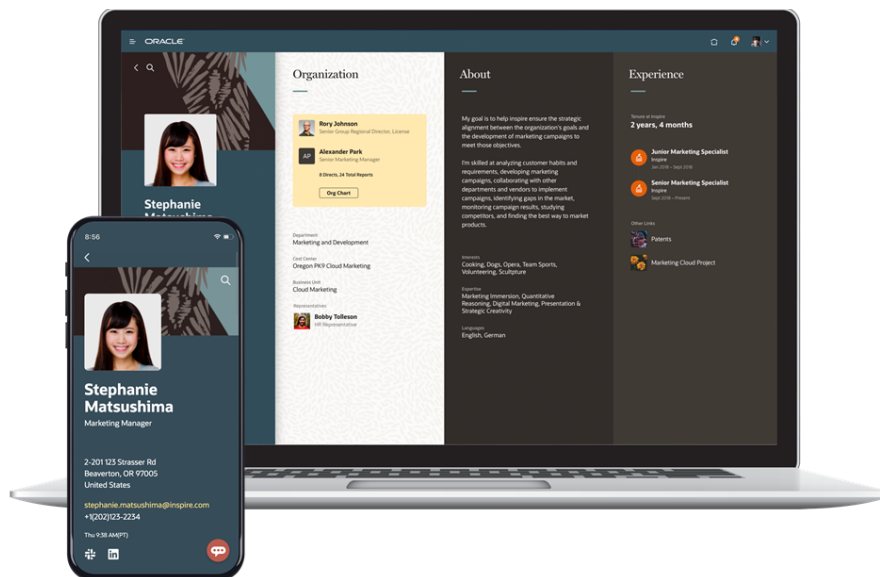 ORACLE
Stephanie
Matsushima
Organization
Rory Johnson
Senior Group Regional Director, License
AP
Alexander Park
Senior Marketing Manager
8 Directs, 24 Total Reports
Org Chart
Department
Marketing and Development
Cost Center
Oregon PK9 Cloud Marketing
Business Unit
Cloud Marketing
Representatives
Bobby Tolleson
HR Representative
About
My goal is to help inspire ensure the strategic
alignment between the organization's goals and
the development of marketing campaigns to
meet those objectives.
I'm skilled at analyzing customer habits and
requirements, developing marketing
campaigns, collaborating with other
departments and vendors to implement
campaigns, identifying gaps in the market,
monitoring campaign results, studying
competitors, and finding the best way to market
products.
Interests
Cooking, Dogs, Opera, Team Sports,
Volunteering, Scultpture
Expertise
Marketing Immersion, Quantitative
Reasoning, Digital Marketing, Presentation &
Strategic Creativity
Languages
English, German
Experience
Tenure at Inspire
2 years, 4 months
Junior Marketing Specialist
Inspire
Jan 2018 – Sept 2018
Senior Marketing Specialist
Inspire
Sept 2018 – Present
Other Links
Patents
Marketing Cloud Project
8:56
Stephanie
Matsushima
Marketing Manager
2-201 123 Strasser Rd
Beaverton, OR 97005
United States
stephanie.matsushima@inspire.com
+1(202)123-2234
Thu 9:38 AM(PT)
in